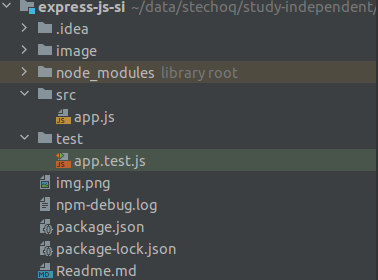 express-js-si ~/data/stechoq/study-independent/
.idea
image
node_modules library root
src
JS app.js
test
JS app.test.js
img.png
npm-debug.log
package.json
package-lock.json
MD Readme.md